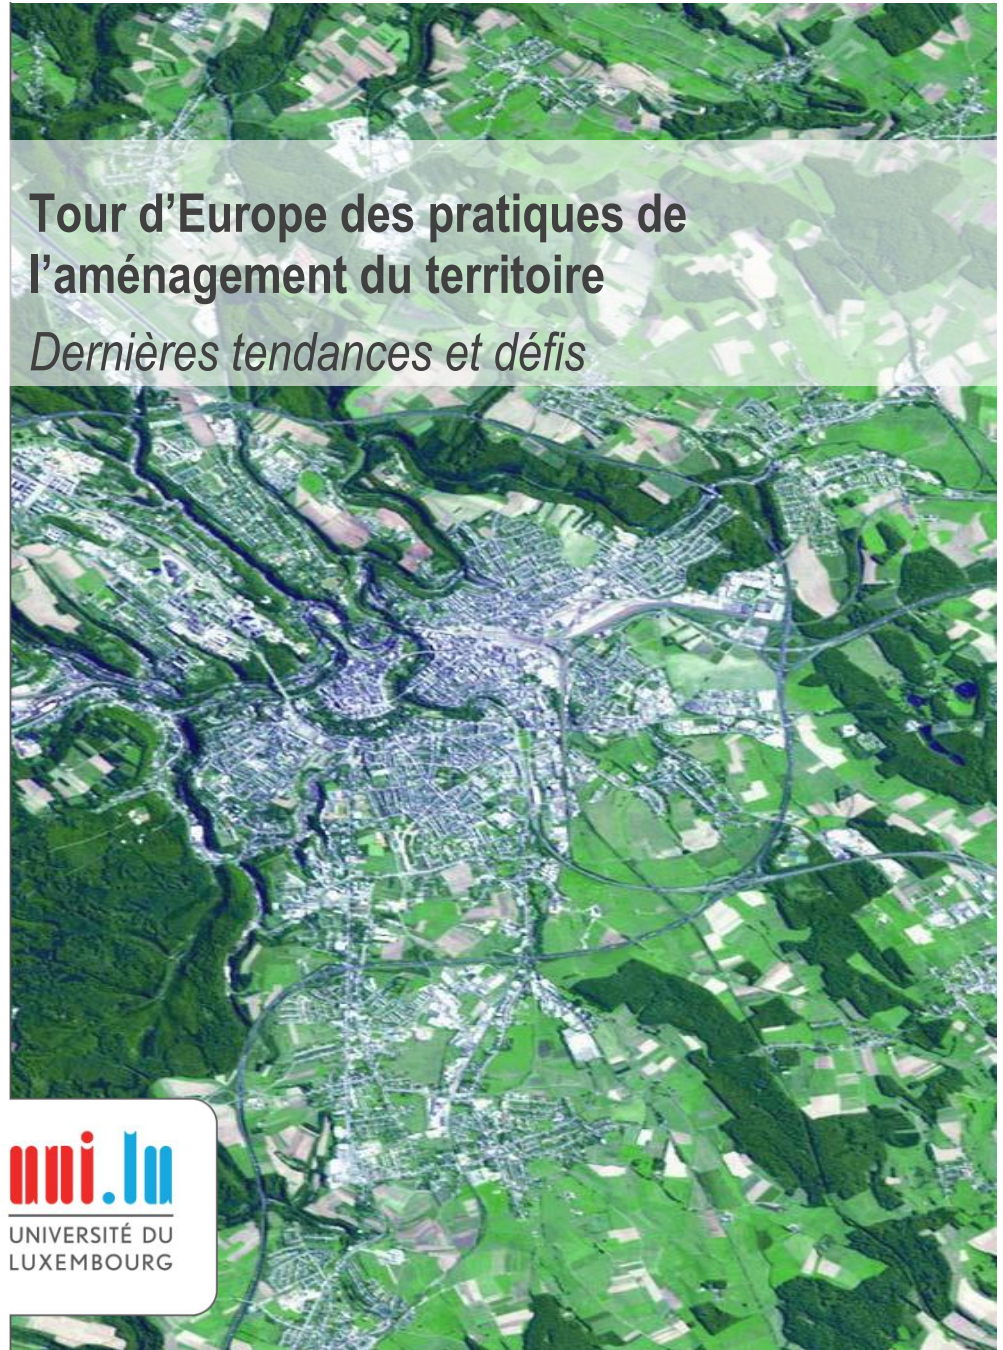 Tour d’Europe des pratiques de
l’aménagement du territoire
Dernières tendances et défis
uni.lu
UNIVERSITÉ DU
LUXEMBOURG